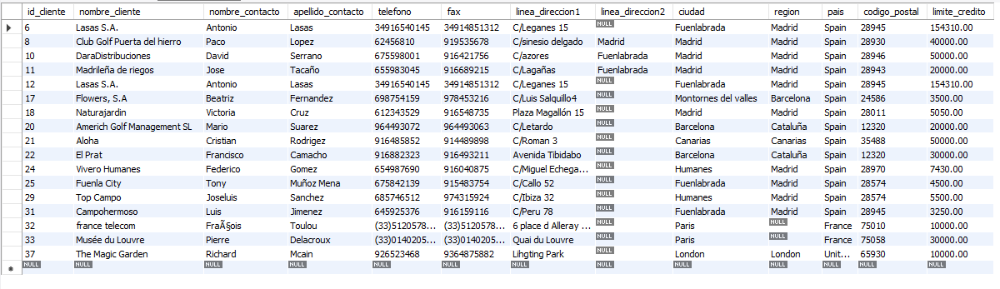 id_cliente nombre_cliente nombre_contacto apellido_contacto telefono fax linea_direccion1 linea_direccion2 ciudad region pais codigo_postal limite_credito
6 Lasas S.A. Antonio Lasas 34916540145 34914851312 C/Leganes 15 NULL Fuenlabrada Madrid Spain 28945 154310.00
8 Club Golf Puerta del hierro Paco Lopez 62456810 919535678 C/sinesio delgado Madrid Madrid Madrid Spain 28930 40000.00
10 DaraDistribuciones David Serrano 675598001 916421756 C/azores Fuenlabrada Madrid Madrid Spain 28946 50000.00
11 Madrileña de riegos Jose Tacaño 655983045 916689215 C/Lagañas Fuenlabrada Madrid Madrid Spain 28943 20000.00
12 Lasas S.A. Antonio Lasas 34916540145 34914851312 C/Leganes 15 NULL Fuenlabrada Madrid Spain 28945 154310.00
17 Flowers, S.A Beatriz Fernandez 698754159 978453216 C/Luis Salquillo4 NULL Montornes del valles Barcelona Spain 24586 3500.00
18 Naturajardin Victoria Cruz 612343529 916548735 Plaza Magallón 15 NULL Madrid Madrid Spain 28011 5050.00
20 Americh Golf Management SL Mario Suarez 964493072 964493063 C/Letardo NULL Barcelona Cataluña Spain 12320 20000.00
21 Aloha Cristian Rodrigez 916485852 914489898 C/Roman 3 NULL Canarias Canarias Spain 35488 50000.00
22 El Prat Francisco Camacho 916882323 916493211 Avenida Tibidabo NULL Barcelona Cataluña Spain 12320 30000.00
24 Vivero Humanes Federico Gomez 654987690 916040875 C/Miguel Echega... NULL Humanes Madrid Spain 28970 7430.00
25 Fuenla City Tony Muñoz Mena 675842139 915483754 C/Callo 52 NULL Fuenlabrada Madrid Spain 28574 4500.00
29 Top Campo Joseluis Sanchez 685746512 974315924 C/Ibiza 32 NULL Humanes Madrid Spain 28574 5500.00
31 Campohermoso Luis Jimenez 645925376 916159116 C/Peru 78 NULL Fuenlabrada Madrid Spain 28945 3250.00
32 france telecom FraÃ§ois Toulou (33)5120578... (33)5120578... 6 place d Alleray ... NULL Paris NULL France 75010 10000.00
33 Musée du Louvre Pierre Delacroux (33)0140205... (33)0140205... Quai du Louvre NULL Paris NULL France 75058 30000.00
37 The Magic Garden Richard Mcain 926523468 9364875882 Lihgting Park NULL London London Unit... 65930 10000.00
NULL NULL NULL NULL NULL NULL NULL NULL NULL NULL NULL NULL NULL